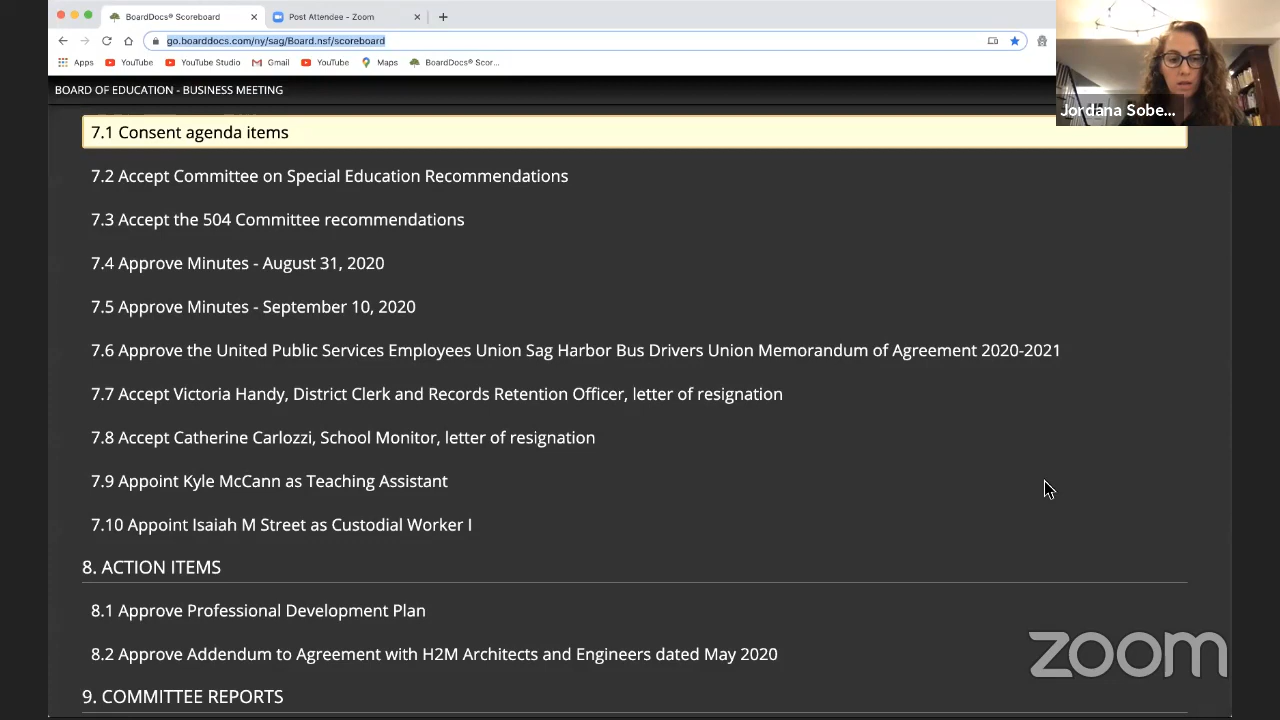 BoardDocs® Scoreboard
Post Attendee - Zoom
go.boarddocs.com/ny/sag/Board.nsf/scoreboard
Apps YouTube YouTube Studio Gmail YouTube Maps BoardDocs® Scor...
BOARD OF EDUCATION - BUSINESS MEETING
Jordana Sobe...
7.1 Consent agenda items
7.2 Accept Committee on Special Education Recommendations
7.3 Accept the 504 Committee recommendations
7.4 Approve Minutes - August 31, 2020
7.5 Approve Minutes - September 10, 2020
7.6 Approve the United Public Services Employees Union Sag Harbor Bus Drivers Union Memorandum of Agreement 2020-2021
7.7 Accept Victoria Handy, District Clerk and Records Retention Officer, letter of resignation
7.8 Accept Catherine Carlozzi, School Monitor, letter of resignation
7.9 Appoint Kyle McCann as Teaching Assistant
7.10 Appoint Isaiah M Street as Custodial Worker I
8. ACTION ITEMS
8.1 Approve Professional Development Plan
8.2 Approve Addendum to Agreement with H2M Architects and Engineers dated May 2020
9. COMMITTEE REPORTS
zoom